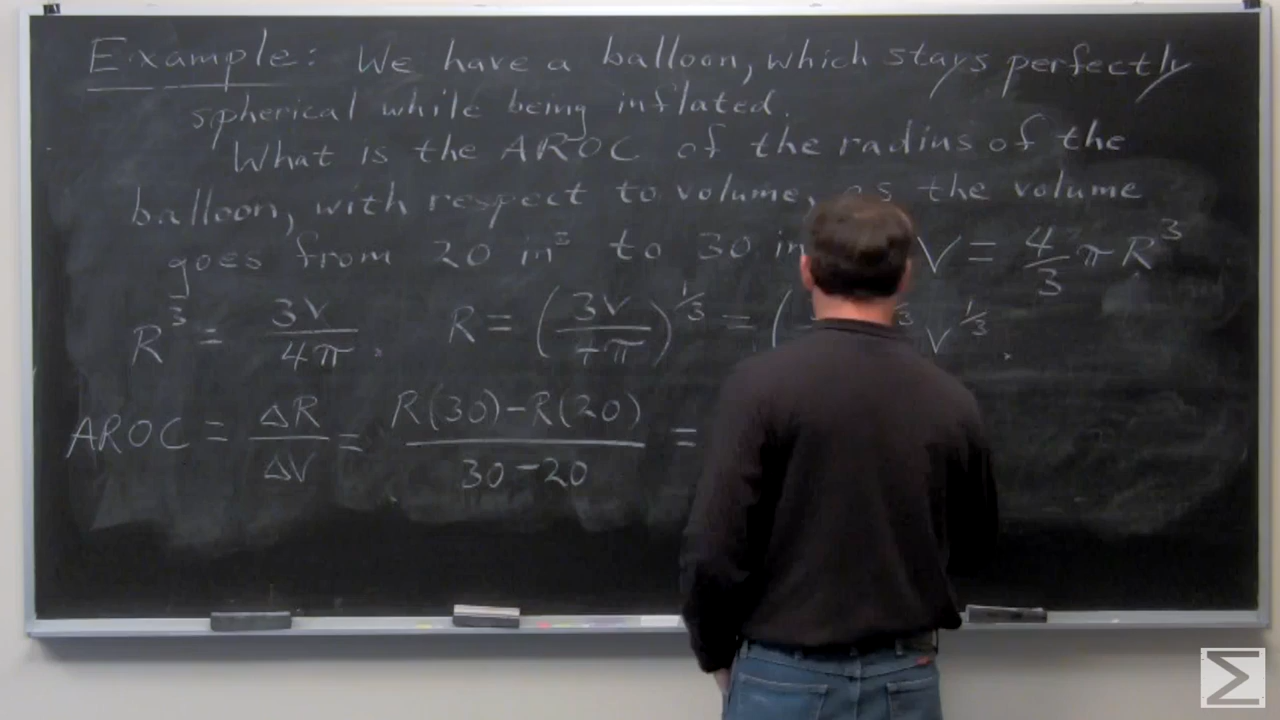 Example: We have a balloon, which stays perfectly
spherical while being inflated.
What is the AROC of the radius of the
balloon, with respect to volume, as the volume
goes from 20 in³ to 30 in V = 4/3 π R³
R³ = 3V/4π. R = (3V/4π)^1/3 = ( ³ V^1/3.
AROC = ΔR/ΔV = R(30)-R(20)/30-20 =
Σ